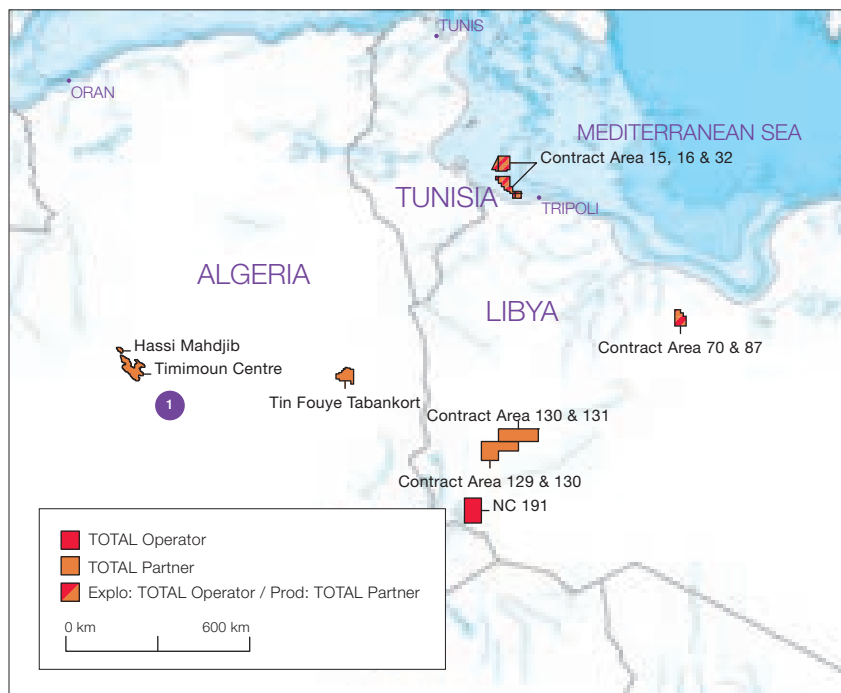 TUNIS
ORAN
MEDITERRANEAN SEA
Contract Area 15, 16 & 32
TUNISIA
TRIPOLI
ALGERIA
LIBYA
Hassi Mahdjib
Timimoun Centre
Contract Area 70 & 87
1
Tin Fouye Tabankort
Contract Area 130 & 131
Contract Area 129 & 130
NC 191
TOTAL Operator
TOTAL Partner
Explo: TOTAL Operator / Prod: TOTAL Partner
0 km 600 km